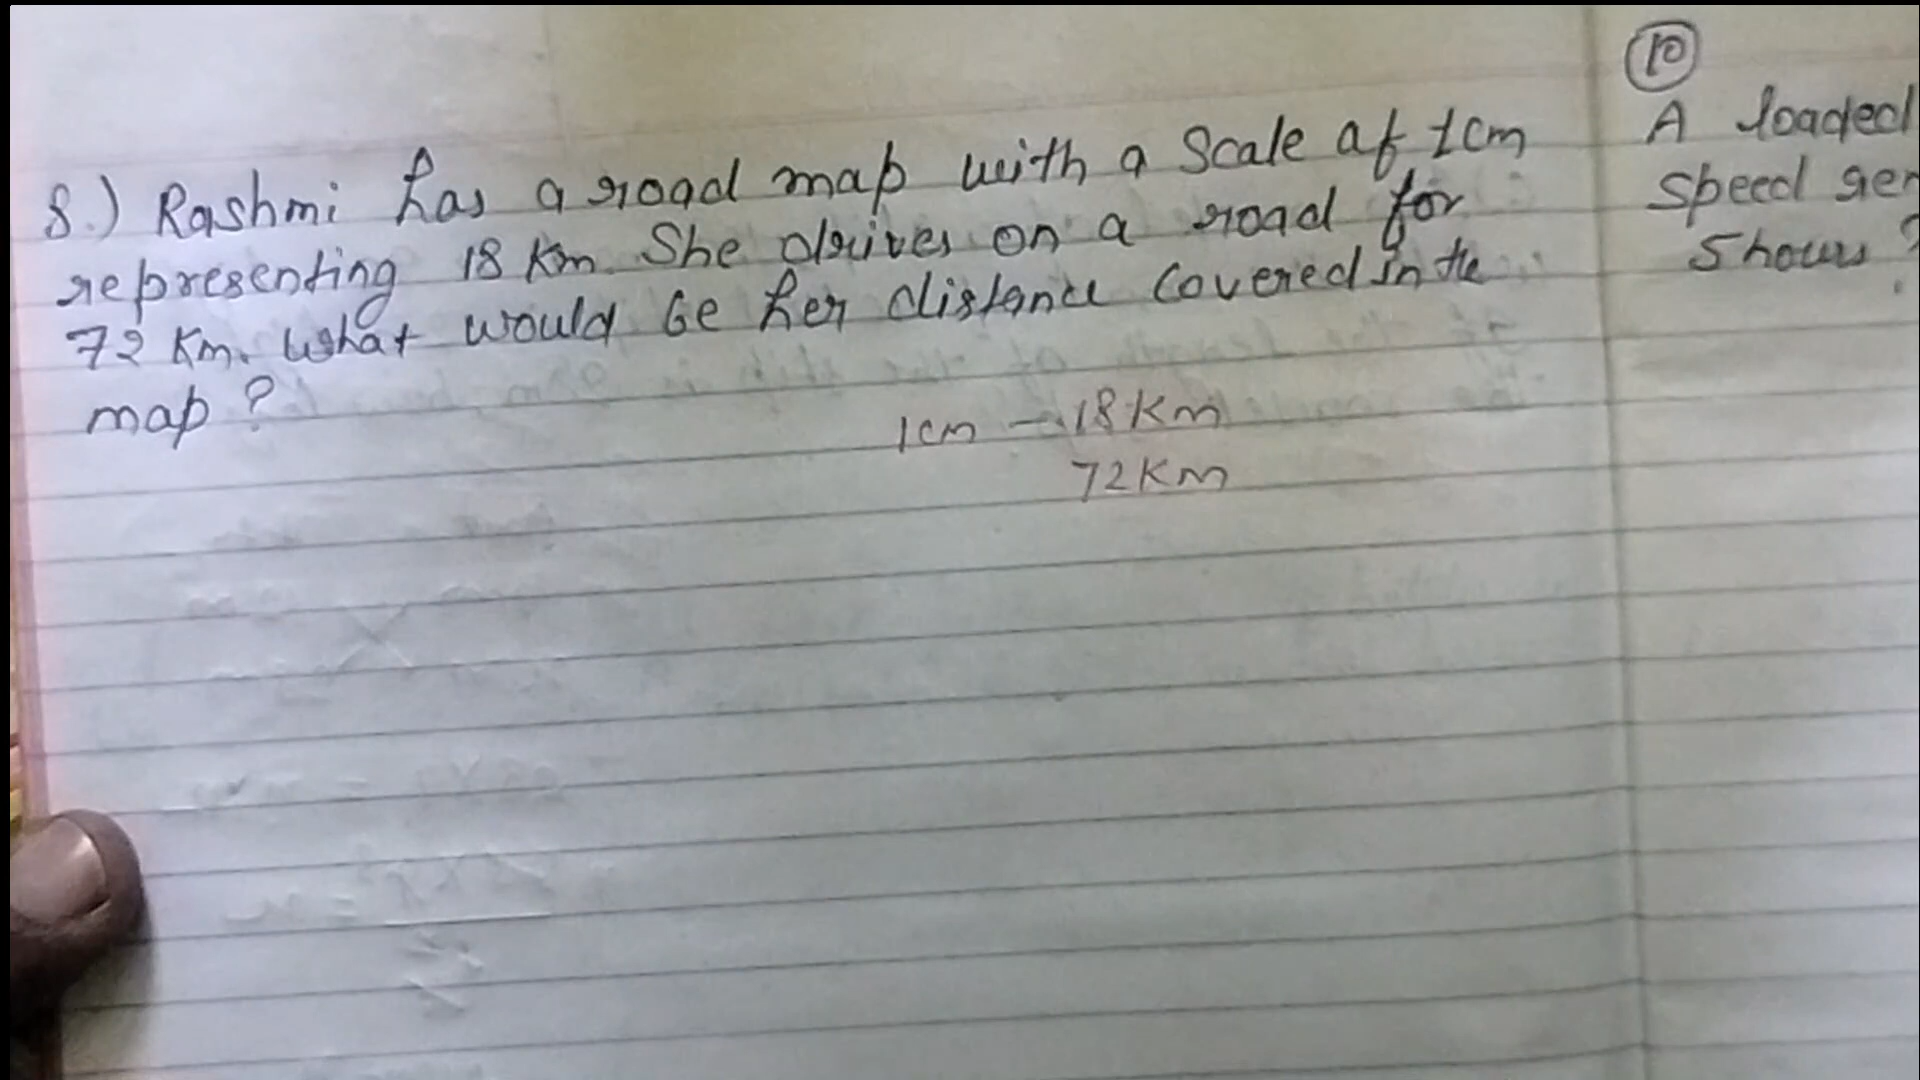 8.) Rashmi has a road map with a scale of 1cm
representing 18 Km. She drives on a road for
72 Km. what would be her distance covered in the
map ?
1cm — 18 Km
72 Km
10
A loaded
speed
5 hours ?